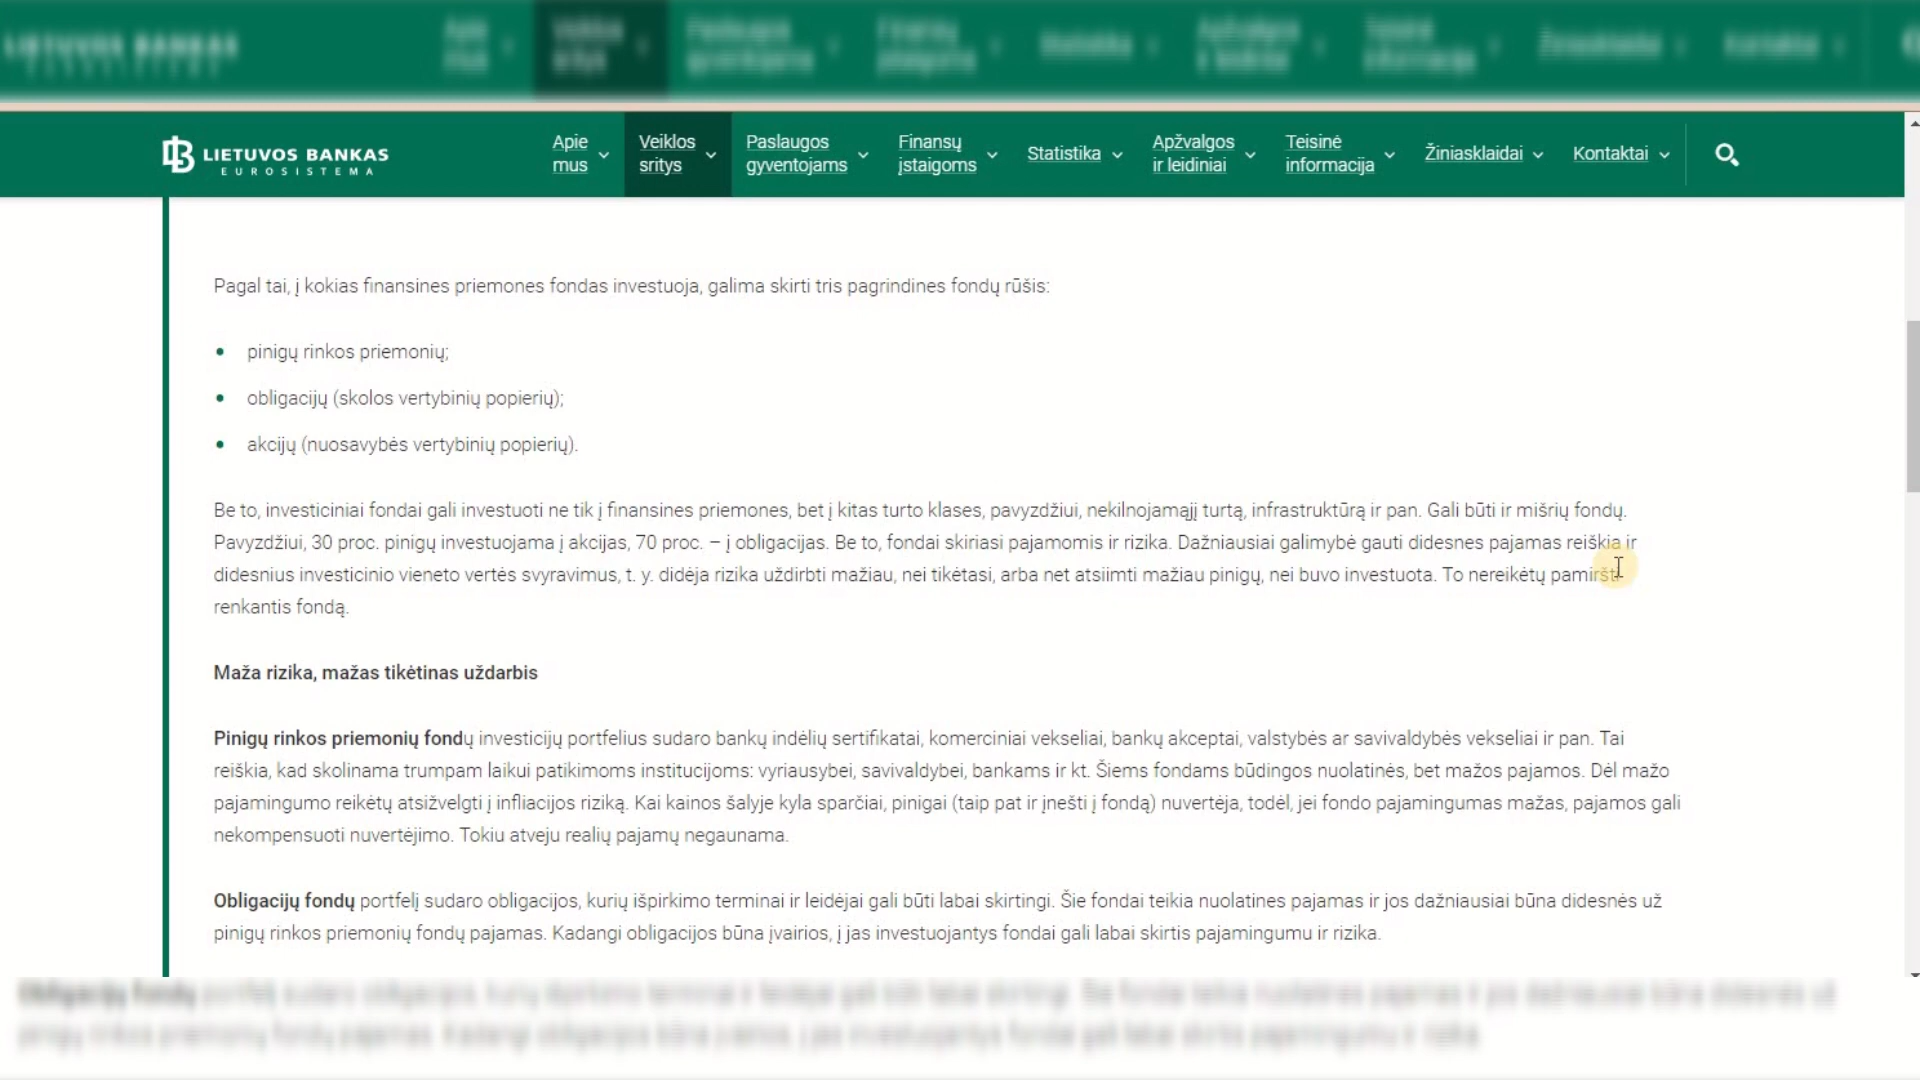 LIETUVOS BANKAS
EUROSISTEMA
Apie mus
Veiklos sritys
Paslaugos gyventojams
Finansų įstaigoms
Statistika
Apžvalgos ir leidiniai
Teisinė informacija
Žiniasklaidai
Kontaktai
Pagal tai, į kokias finansines priemones fondas investuoja, galima skirti tris pagrindines fondų rūšis:
pinigų rinkos priemonių;
obligacijų (skolos vertybinių popierių);
akcijų (nuosavybės vertybinių popierių).
Be to, investiciniai fondai gali investuoti ne tik į finansines priemones, bet į kitas turto klases, pavyzdžiui, nekilnojamąjį turtą, infrastruktūrą ir pan. Gali būti ir mišrių fondų.
Pavyzdžiui, 30 proc. pinigų investuojama į akcijas, 70 proc. – į obligacijas. Be to, fondai skiriasi pajamomis ir rizika. Dažniausiai galimybė gauti didesnes pajamas reiškia ir
didesnius investicinio vieneto vertės svyravimus, t. y. didėja rizika uždirbti mažiau, nei tikėtasi, arba net atsiimti mažiau pinigų, nei buvo investuota. To nereikėtų pamiršti
renkantis fondą.
Maža rizika, mažas tikėtinas uždarbis
Pinigų rinkos priemonių fondų investicijų portfelius sudaro bankų indėlių sertifikatai, komerciniai vekseliai, bankų akceptai, valstybės ar savivaldybės vekseliai ir pan. Tai
reiškia, kad skolinama trumpam laikui patikimoms institucijoms: vyriausybei, savivaldybei, bankams ir kt. Šiems fondams būdingos nuolatinės, bet mažos pajamos. Dėl mažo
pajamingumo reikėtų atsižvelgti į infliacijos riziką. Kai kainos šalyje kyla sparčiai, pinigai (taip pat ir įnešti į fondą) nuvertėja, todėl, jei fondo pajamingumas mažas, pajamos gali
nekompensuoti nuvertėjimo. Tokiu atveju realių pajamų negaunama.
Obligacijų fondų portfelį sudaro obligacijos, kurių išpirkimo terminai ir leidėjai gali būti labai skirtingi. Šie fondai teikia nuolatines pajamas ir jos dažniausiai būna didesnės už
pinigų rinkos priemonių fondų pajamas. Kadangi obligacijos būna įvairios, į jas investuojantys fondai gali labai skirtis pajamingumu ir rizika.